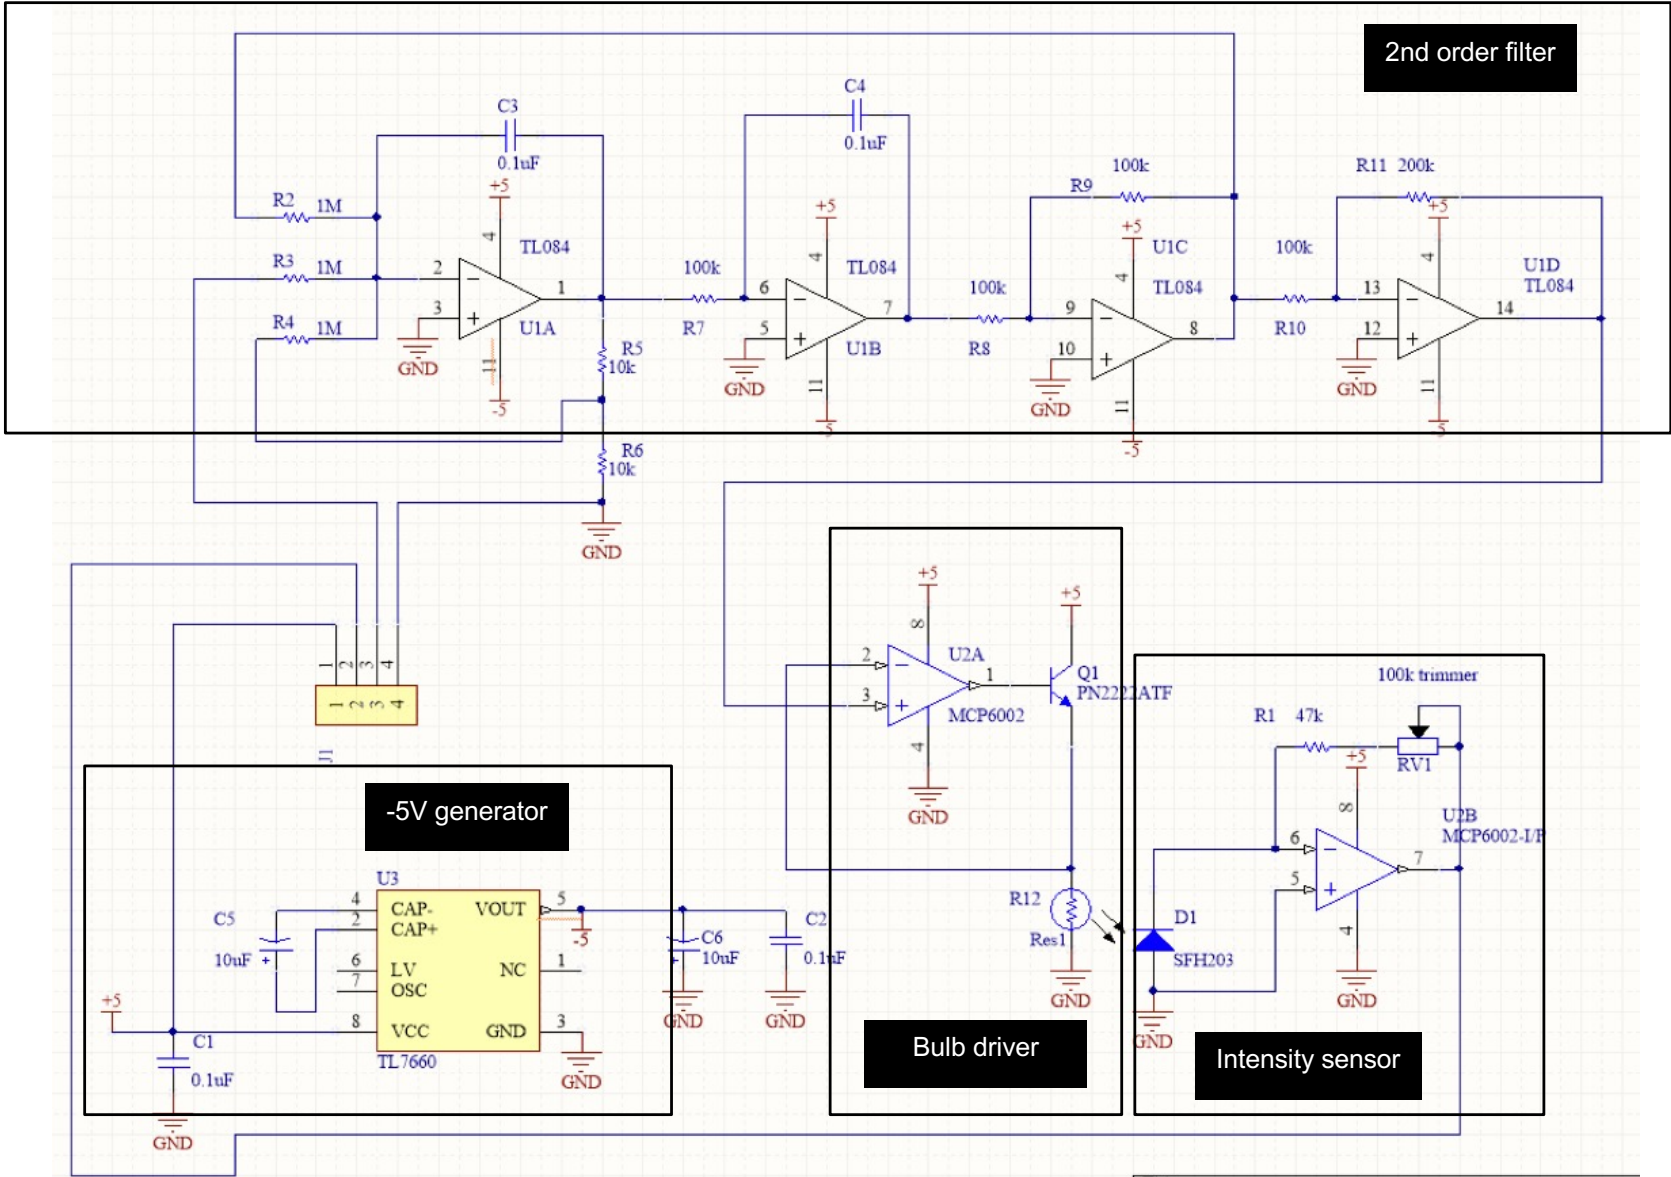 2nd order filter
C3
0.1uF
C4
0.1uF
+5
R2 1M
R3 1M
R4 1M
2
3
4
1
11
TL084
U1A
GND
-5
R5
10k
R6
10k
GND
100k
R7
+5
6
5
4
7
11
TL084
U1B
GND
-5
100k
R8
100k
R9
+5
9
10
4
8
11
U1C
TL084
GND
-5
100k
R10
R11 200k
+5
13
12
4
14
11
U1D
TL084
GND
-5
1
2
3
4
1
2
3
4
J1
-5V generator
U3
4
2
6
7
8
CAP-
CAP+
LV
OSC
VCC
VOUT
NC
GND
5
1
3
TL7660
C5
10uF +
+5
C1
0.1uF
GND
-5
GND
C6
+ 10uF
GND
C2
0.1uF
GND
+5
8
2
3
1
4
U2A
MCP6002
GND
+5
Q1
PN2222ATF
R12
Res1
GND
Bulb driver
100k trimmer
R1 47k
RV1
+5
8
6
5
7
4
U2B
MCP6002-I/P
D1
SFH203
GND
GND
Intensity sensor